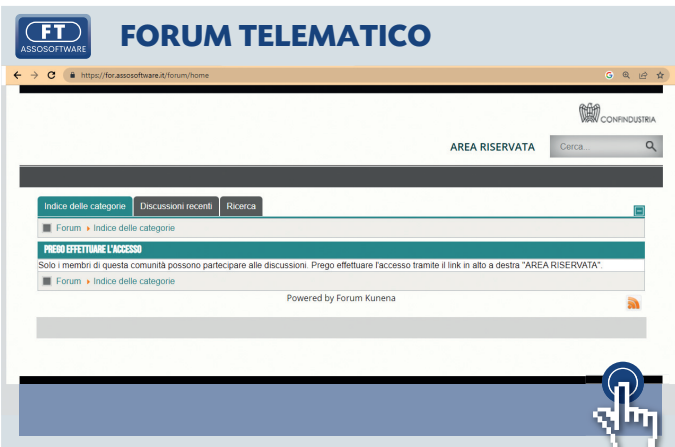 FT
ASSOSOFTWARE
FORUM TELEMATICO
https://for.assosoftware.it/forum/home
CONFINDUSTRIA
AREA RISERVATA
Cerca...
Indice delle categorie Discussioni recenti Ricerca
Forum Indice delle categorie
PREGO EFFETTUARE L'ACCESSO
Solo i membri di questa comunità possono partecipare alle discussioni. Prego effettuare l'accesso tramite il link in alto a destra "AREA RISERVATA".
Forum Indice delle categorie
Powered by Forum Kunena